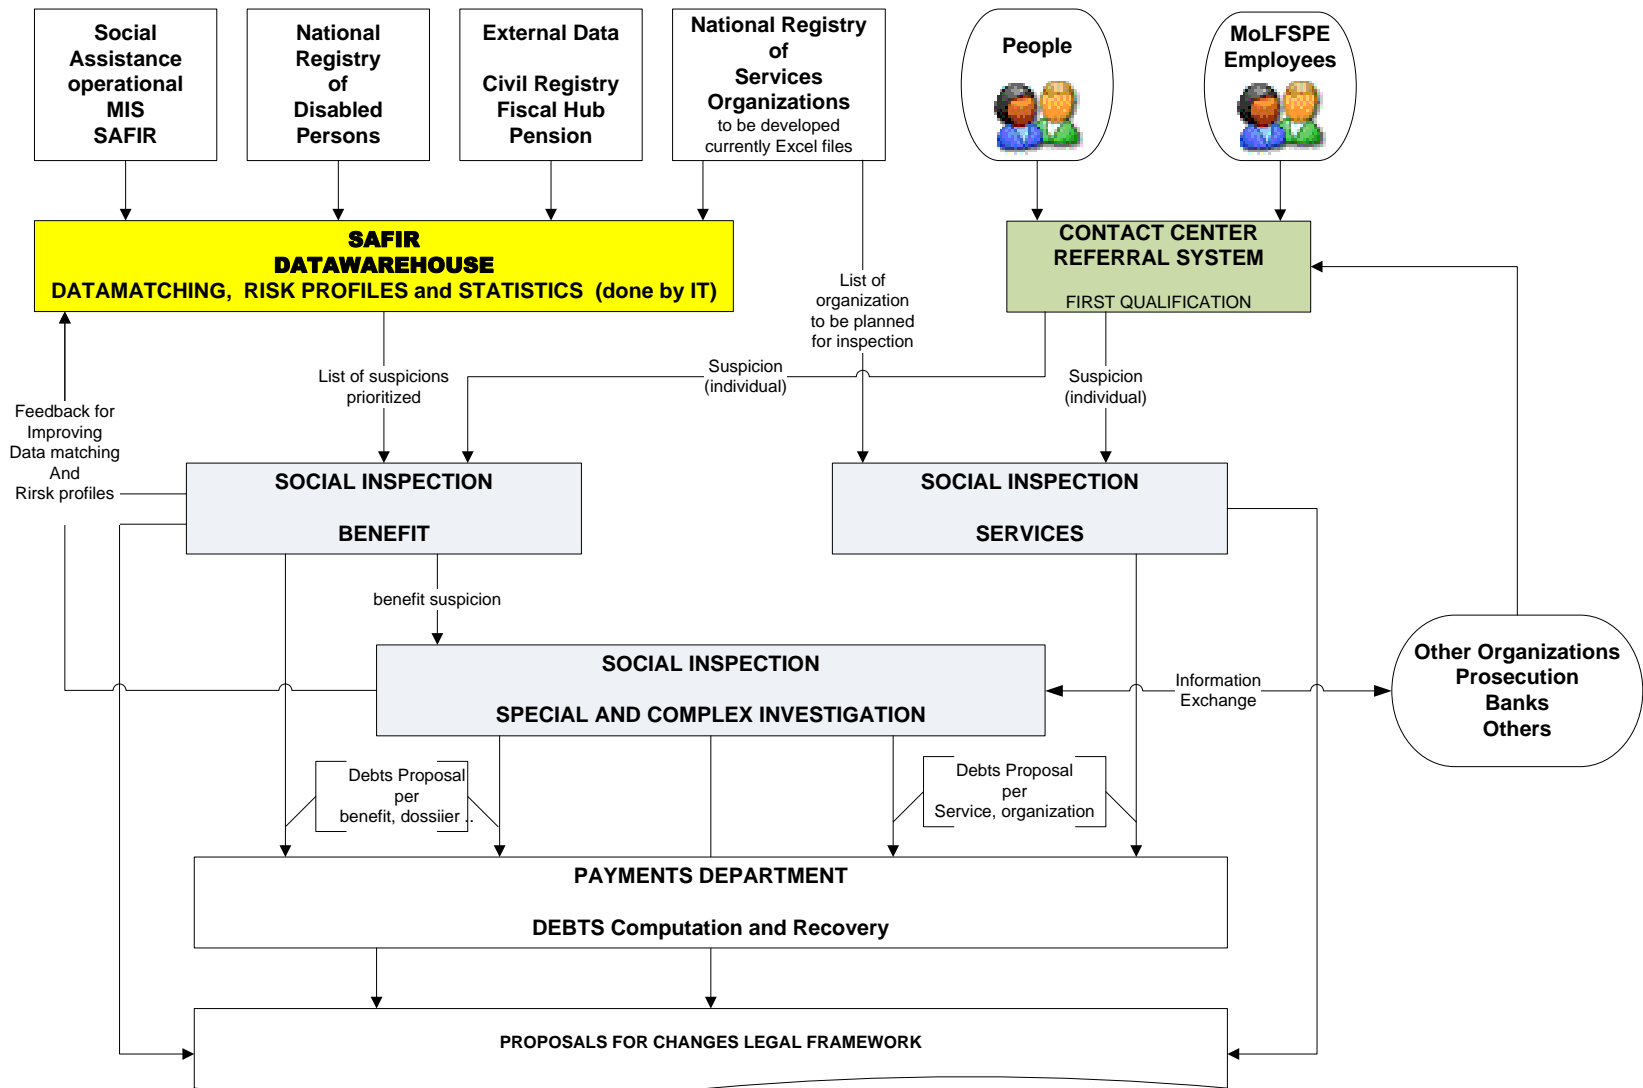 Social
Assistance
operational
MIS
SAFIR
National
Registry
of
Disabled
Persons
External Data
Civil Registry
Fiscal Hub
Pension
National Registry
of
Services
Organizations
to be developed
currently Excel files
People
MoLFSPE
Employees
SAFIR
DATAWAREHOUSE
DATAMATCHING, RISK PROFILES and STATISTICS (done by IT)
CONTACT CENTER
REFERRAL SYSTEM
FIRST QUALIFICATION
List of
organization
to be planned
for inspection
List of suspicions
prioritized
Suspicion
(individual)
Suspicion
(individual)
Feedback for
Improving
Data matching
And
Rirsk profiles
SOCIAL INSPECTION
BENEFIT
SOCIAL INSPECTION
SERVICES
benefit suspicion
SOCIAL INSPECTION
SPECIAL AND COMPLEX INVESTIGATION
Information
Exchange
Other Organizations
Prosecution
Banks
Others
Debts Proposal
per
benefit, dossiier ..
Debts Proposal
per
Service, organization
PAYMENTS DEPARTMENT
DEBTS Computation and Recovery
PROPOSALS FOR CHANGES LEGAL FRAMEWORK